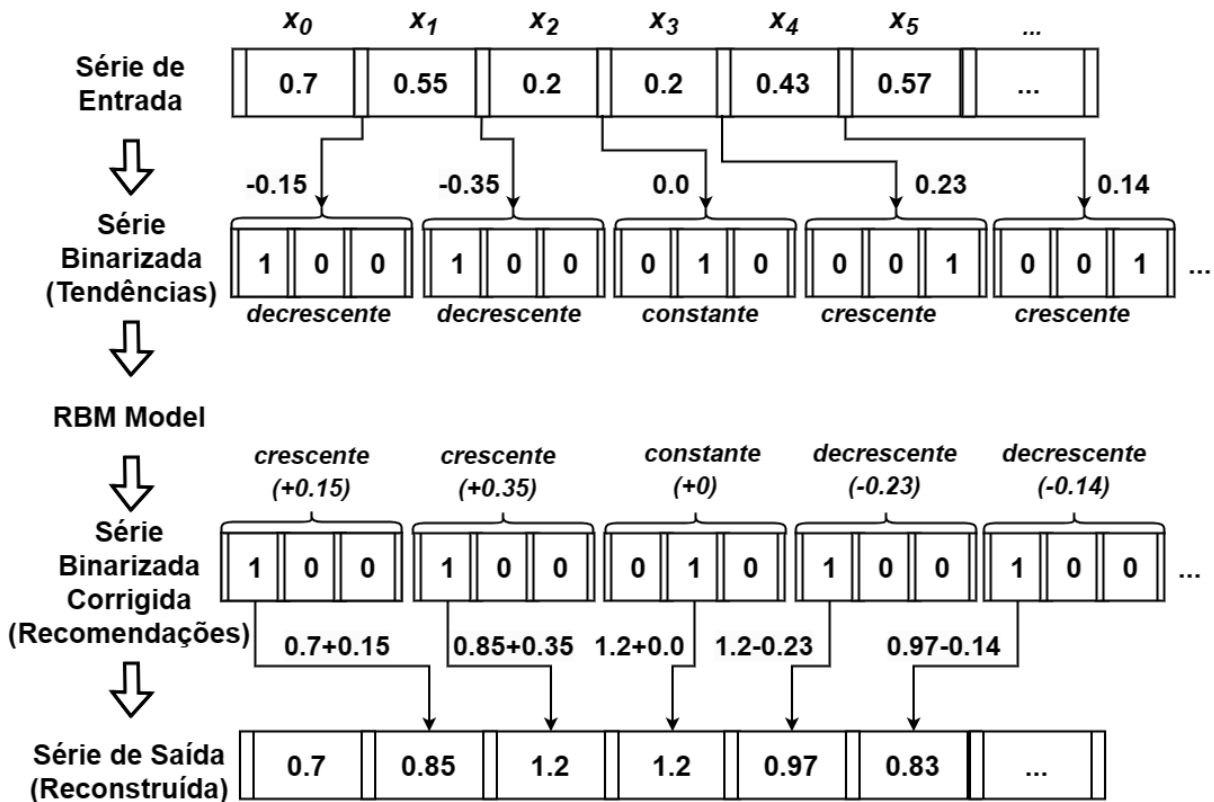 x0 x1 x2 x3 x4 x5 ...
Série de
Entrada
0.7 0.55 0.2 0.2 0.43 0.57 ...
-0.15 -0.35 0.0 0.23 0.14
Série
Binarizada
(Tendências)
1 0 0 1 0 0 0 1 0 0 0 1 0 0 1 ...
decrescente decrescente constante crescente crescente
RBM Model
crescente crescente constante decrescente decrescente
(+0.15) (+0.35) (+0) (-0.23) (-0.14)
Série
Binarizada
Corrigida
(Recomendações)
1 0 0 1 0 0 0 1 0 1 0 0 1 0 0 ...
0.7+0.15 0.85+0.35 1.2+0.0 1.2-0.23 0.97-0.14
Série de Saída
(Reconstruída)
0.7 0.85 1.2 1.2 0.97 0.83 ...